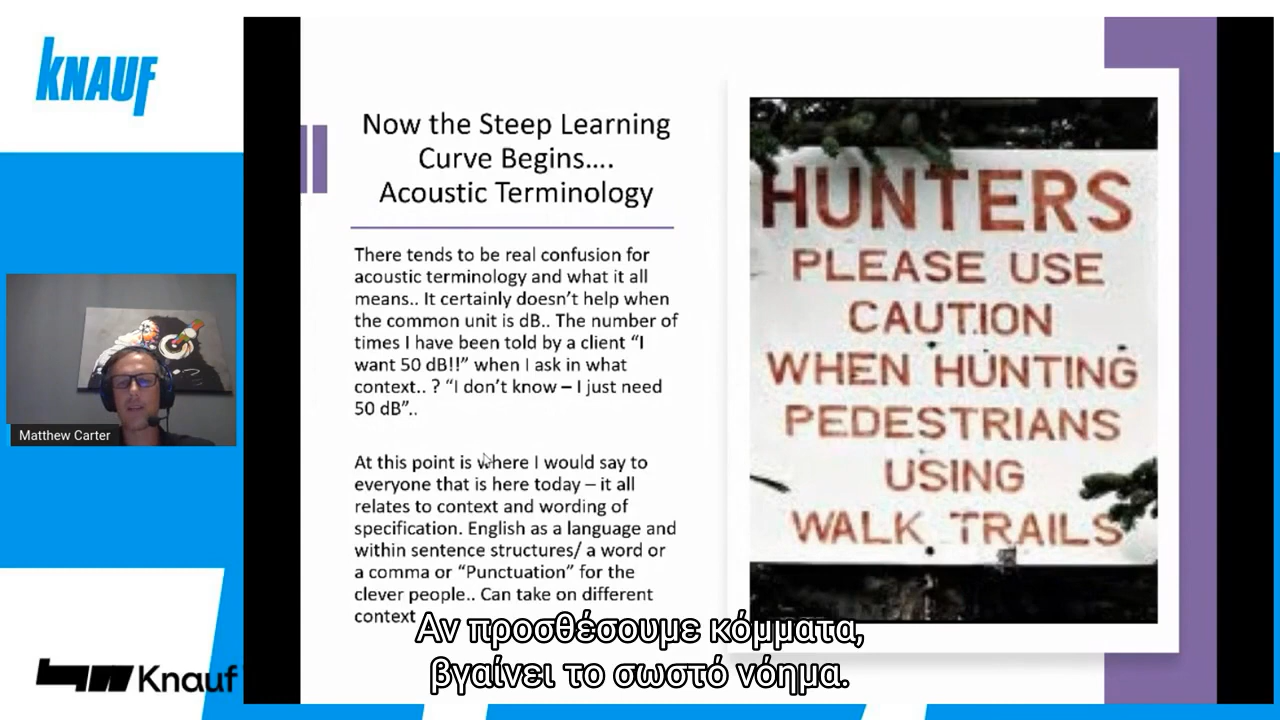 KNAUF
Now the Steep Learning
Curve Begins....
Acoustic Terminology
There tends to be real confusion for
acoustic terminology and what it all
means.. It certainly doesn't help when
the common unit is dB.. The number of
times I have been told by a client "I
want 50 dB!!" when I ask in what
context.. ? "I don't know – I just need
50 dB"..
At this point is where I would say to
everyone that is here today – it all
relates to context and wording of
specification. English as a language and
within sentence structures/ a word or
a comma or "Punctuation" for the
clever people.. Can take on different
context
HUNTERS
PLEASE USE
CAUTION
WHEN HUNTING
PEDESTRIANS
USING
WALK TRAILS
Matthew Carter
Knauf
Αν προσθέσουμε κόμματα,
βγαίνει το σωστό νόημα.